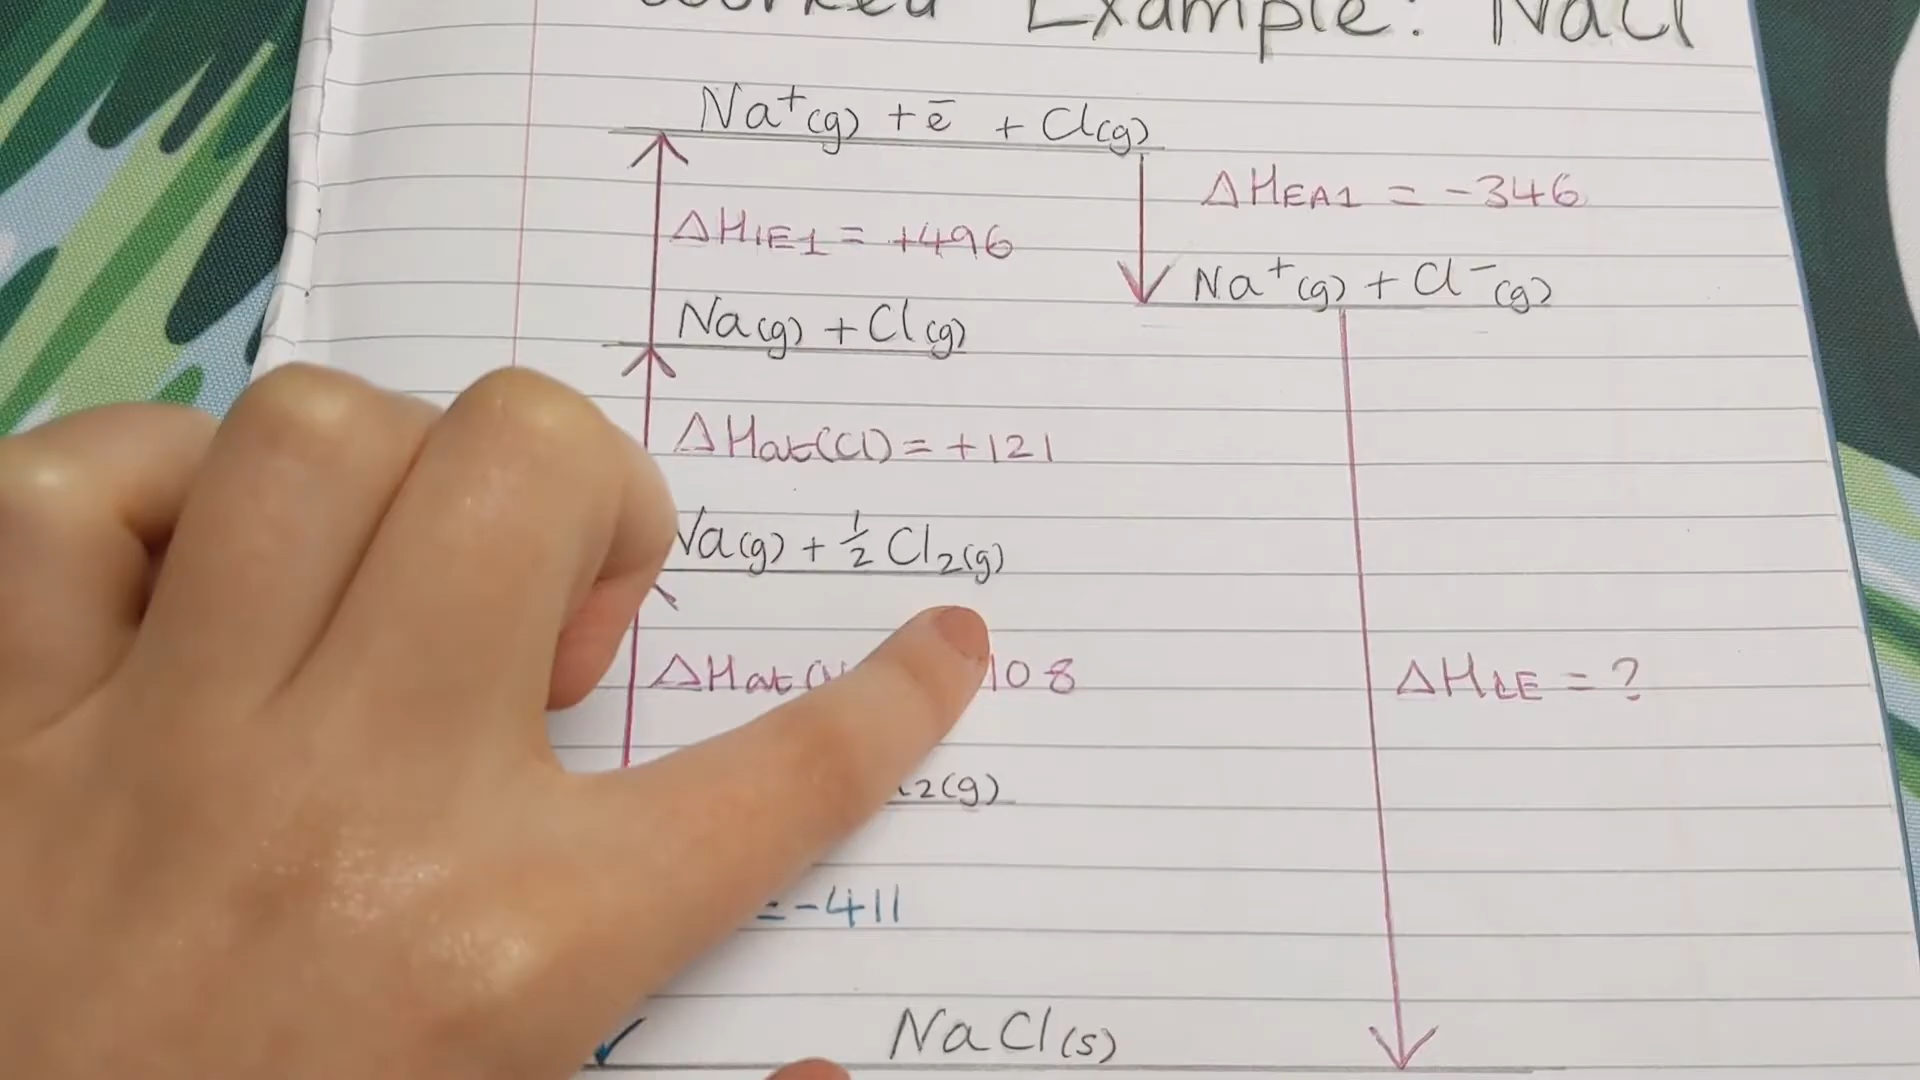 Worked Example: NaCl
Na⁺(g) + e⁻ + Cl(g)
ΔHIE1 = +496
ΔHEA1 = -346
Na⁺(g) + Cl⁻(g)
Na(g) + Cl(g)
ΔHat(Cl) = +121
Na(g) + ½ Cl₂(g)
ΔHat( 108
ΔHLE = ?
2(g)
= -411
NaCl(s)